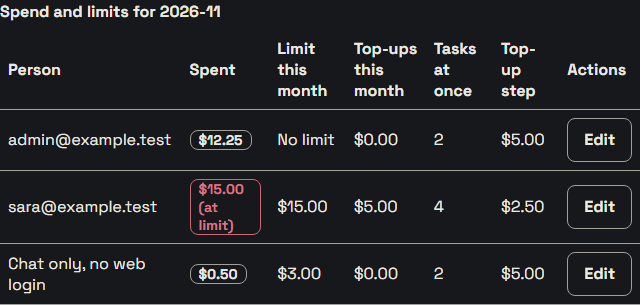 Spend and limits for 2026-11
Person Spent Limit this month Top-ups this month Tasks at once Top-up step Actions
admin@example.test $12.25 No limit $0.00 2 $5.00 Edit
sara@example.test $15.00 (at limit) $15.00 $5.00 4 $2.50 Edit
Chat only, no web login $0.50 $3.00 $0.00 2 $5.00 Edit